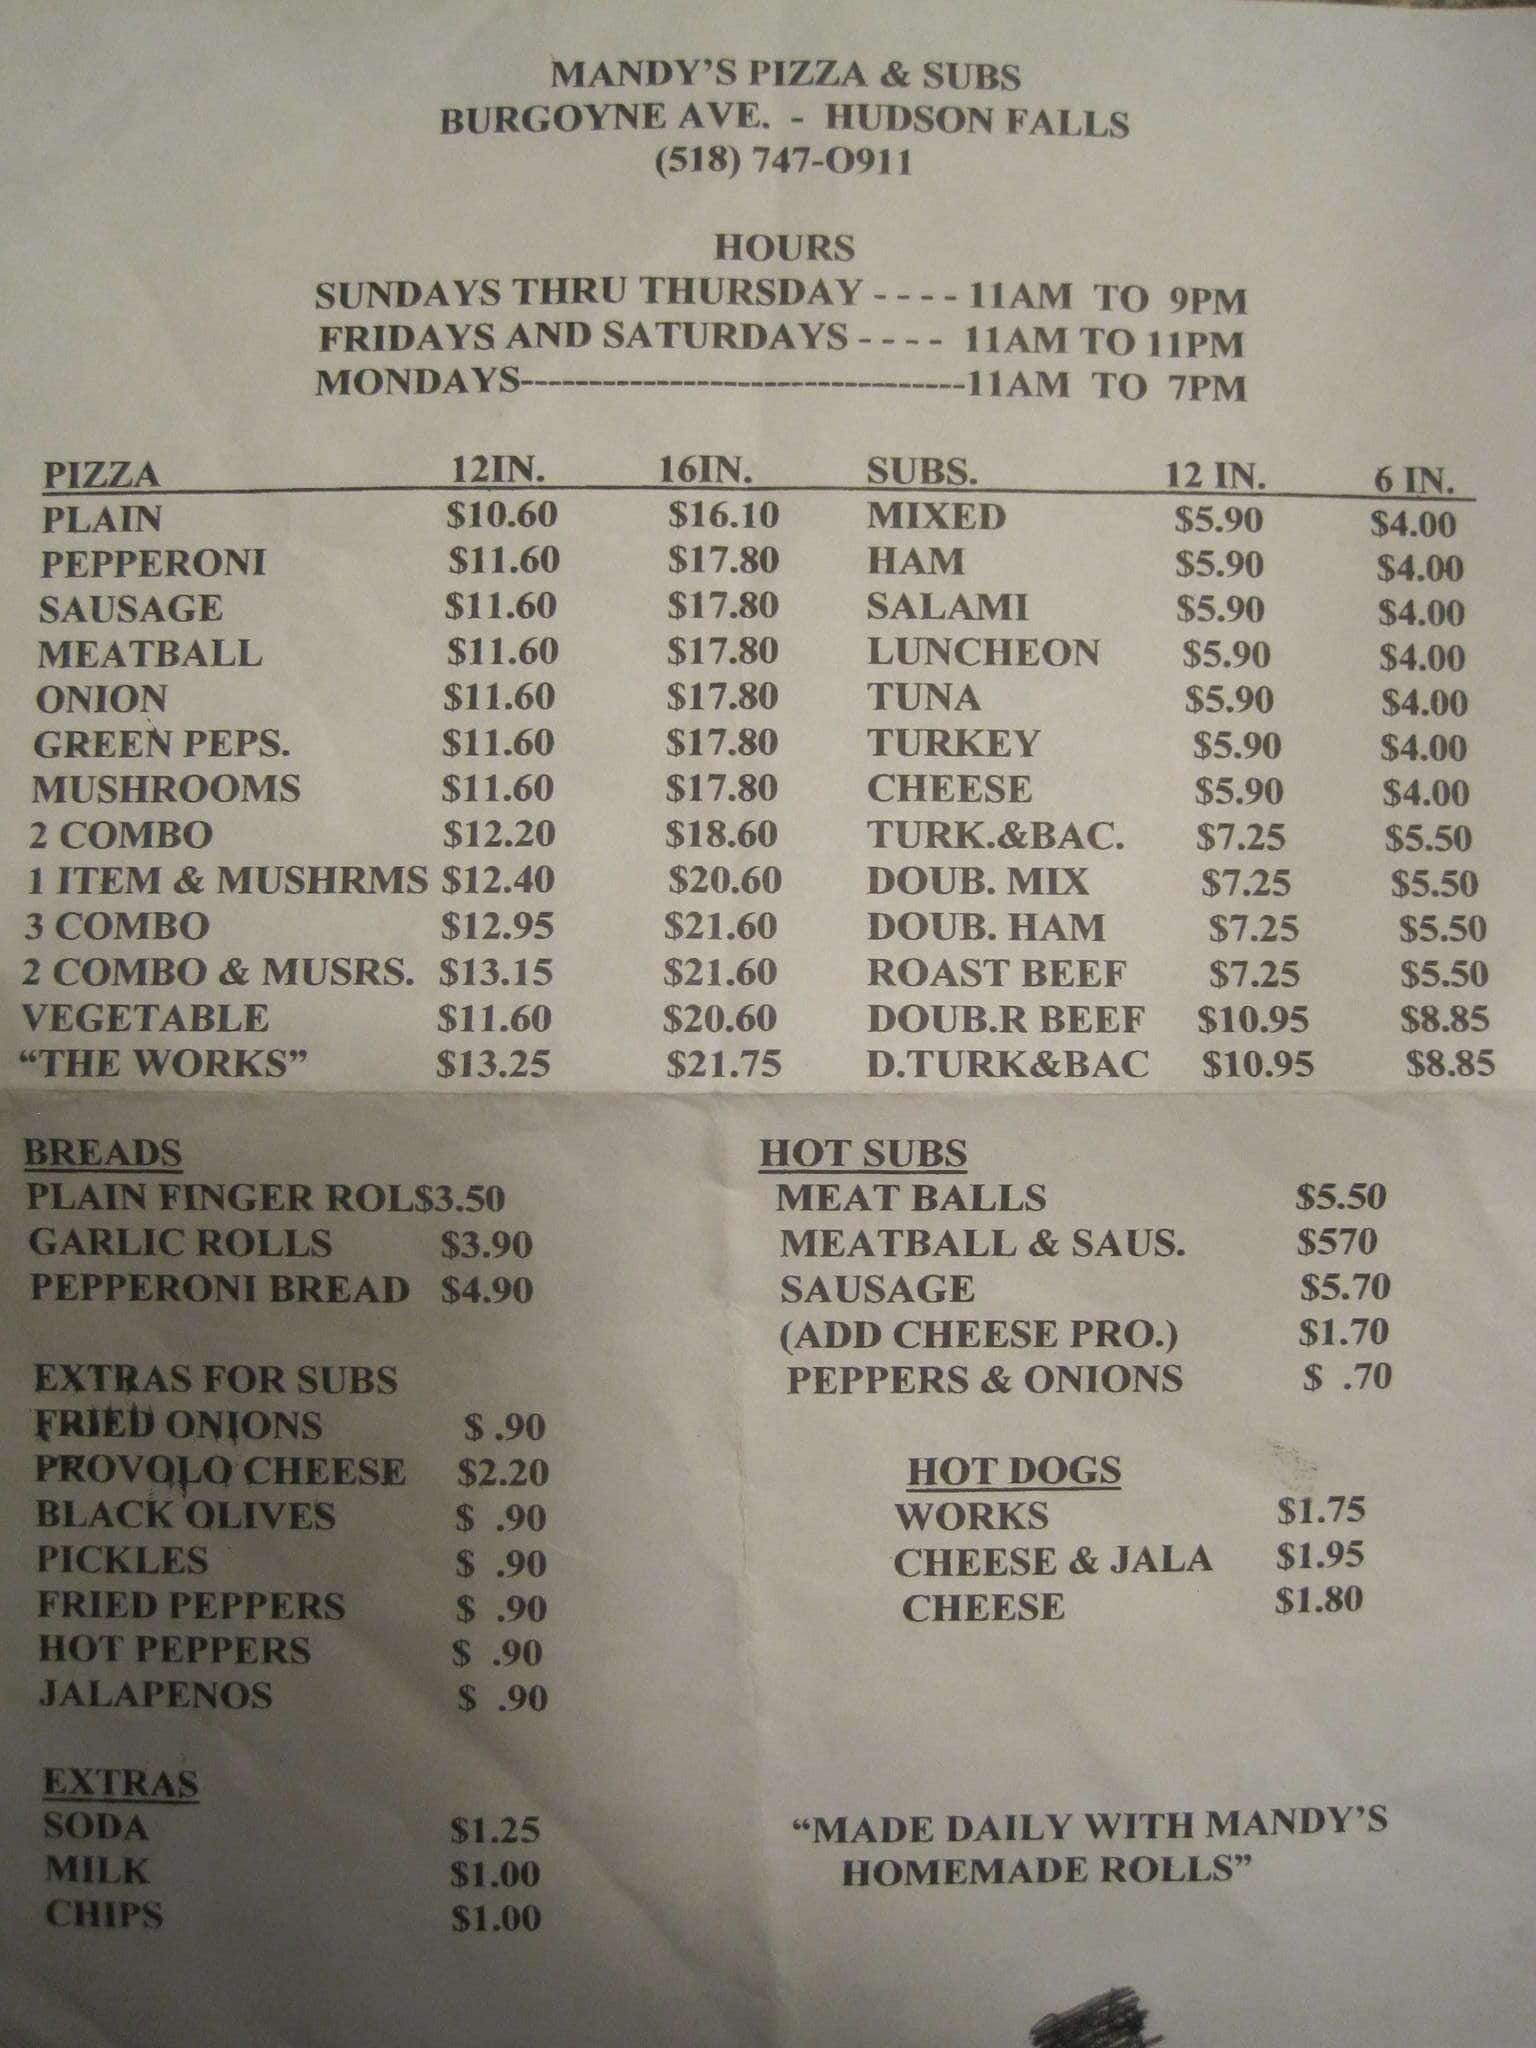 MANDY'S PIZZA & SUBS
BURGOYNE AVE. - HUDSON FALLS
(518) 747-O911
HOURS
SUNDAYS THRU THURSDAY - - - - 11AM TO 9PM
FRIDAYS AND SATURDAYS - - - - 11AM TO 11PM
MONDAYS---------------------------------11AM TO 7PM
PIZZA 12IN. 16IN. SUBS. 12 IN. 6 IN.
PLAIN $10.60 $16.10 MIXED $5.90 $4.00
PEPPERONI $11.60 $17.80 HAM $5.90 $4.00
SAUSAGE $11.60 $17.80 SALAMI $5.90 $4.00
MEATBALL $11.60 $17.80 LUNCHEON $5.90 $4.00
ONION $11.60 $17.80 TUNA $5.90 $4.00
GREEN PEPS. $11.60 $17.80 TURKEY $5.90 $4.00
MUSHROOMS $11.60 $17.80 CHEESE $5.90 $4.00
2 COMBO $12.20 $18.60 TURK.&BAC. $7.25 $5.50
1 ITEM & MUSHRMS $12.40 $20.60 DOUB. MIX $7.25 $5.50
3 COMBO $12.95 $21.60 DOUB. HAM $7.25 $5.50
2 COMBO & MUSRS. $13.15 $21.60 ROAST BEEF $7.25 $5.50
VEGETABLE $11.60 $20.60 DOUB.R BEEF $10.95 $8.85
"THE WORKS" $13.25 $21.75 D.TURK&BAC $10.95 $8.85
BREADS
PLAIN FINGER ROL$3.50
GARLIC ROLLS $3.90
PEPPERONI BREAD $4.90
EXTRAS FOR SUBS
FRIED ONIONS $ .90
PROVOLO CHEESE $2.20
BLACK OLIVES $ .90
PICKLES $ .90
FRIED PEPPERS $ .90
HOT PEPPERS $ .90
JALAPENOS $ .90
EXTRAS
SODA $1.25
MILK $1.00
CHIPS $1.00
HOT SUBS
MEAT BALLS $5.50
MEATBALL & SAUS. $570
SAUSAGE $5.70
(ADD CHEESE PRO.) $1.70
PEPPERS & ONIONS $ .70
HOT DOGS
WORKS $1.75
CHEESE & JALA $1.95
CHEESE $1.80
"MADE DAILY WITH MANDY'S
HOMEMADE ROLLS"